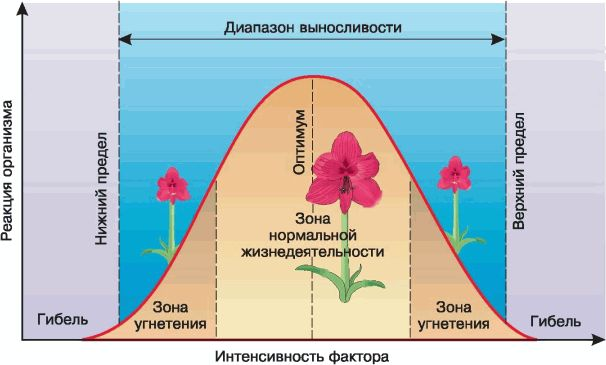 Диапазон выносливости
Реакция организма
Нижний предел
Оптимум
Верхний предел
Зона
нормальной
жизнедеятельности
Гибель
Зона
угнетения
Зона
угнетения
Гибель
Интенсивность фактора